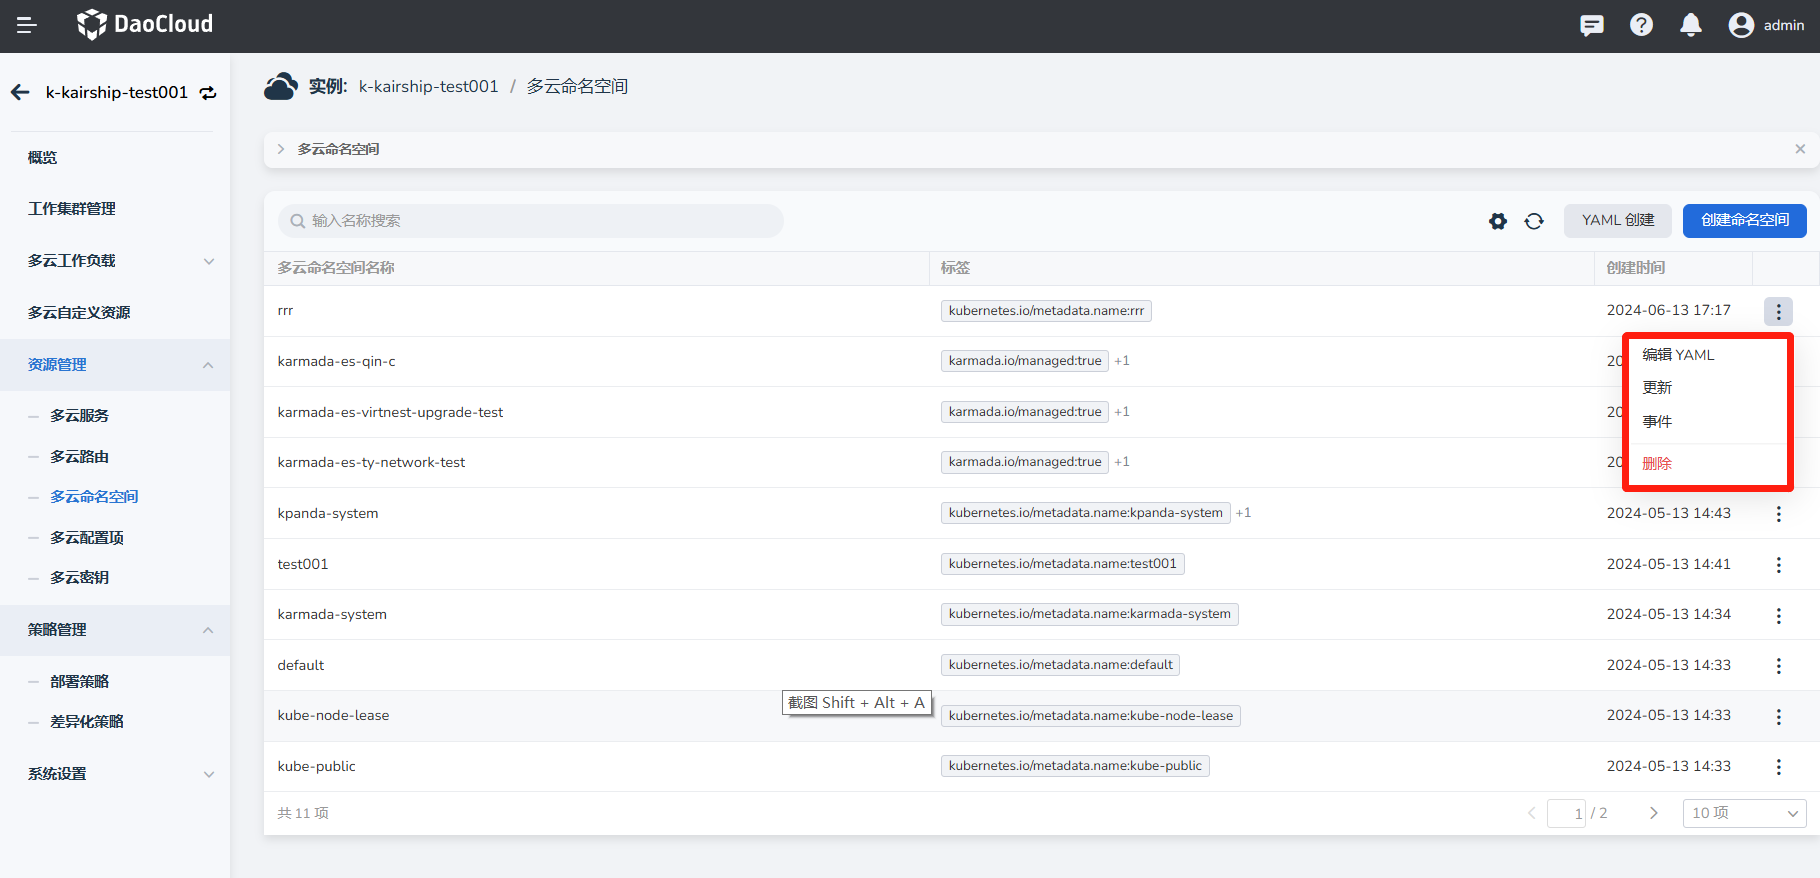 DaoCloud
admin
k-kairship-test001
实例: k-kairship-test001 / 多云命名空间
概览
工作集群管理
多云工作负载
多云自定义资源
资源管理
多云服务
多云路由
多云命名空间
多云配置项
多云密钥
策略管理
部署策略
差异化策略
系统设置
多云命名空间
输入名称搜索
YAML 创建
创建命名空间
多云命名空间名称 标签 创建时间
rrr kubernetes.io/metadata.name:rrr 2024-06-13 17:17
karmada-es-qin-c karmada.io/managed:true +1 20
karmada-es-virtnest-upgrade-test karmada.io/managed:true +1 20
karmada-es-ty-network-test karmada.io/managed:true +1 20
编辑 YAML
更新
事件
删除
kpanda-system kubernetes.io/metadata.name:kpanda-system +1 2024-05-13 14:43
test001 kubernetes.io/metadata.name:test001 2024-05-13 14:41
karmada-system kubernetes.io/metadata.name:karmada-system 2024-05-13 14:34
default kubernetes.io/metadata.name:default 2024-05-13 14:33
截图 Shift + Alt + A
kube-node-lease kubernetes.io/metadata.name:kube-node-lease 2024-05-13 14:33
kube-public kubernetes.io/metadata.name:kube-public 2024-05-13 14:33
共 11 项
1 / 2
10 项